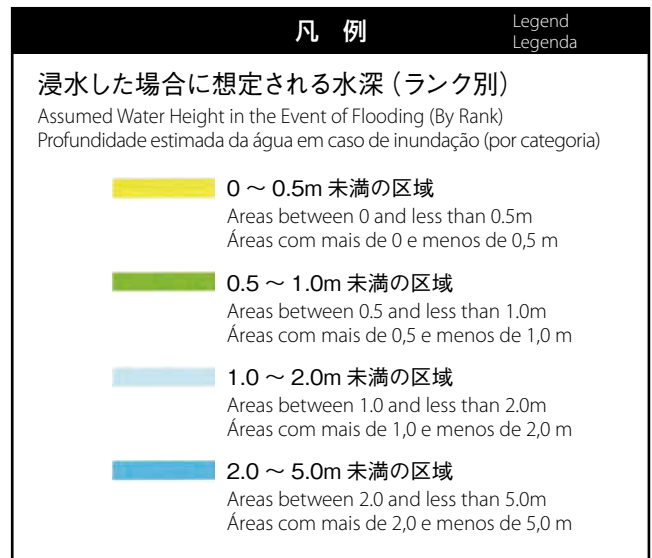 凡 例
Legend
Legenda
浸水した場合に想定される水深（ランク別）
Assumed Water Height in the Event of Flooding (By Rank)
Profundidade estimada da água em caso de inundação (por categoria)
0 ～ 0.5m 未満の区域
Areas between 0 and less than 0.5m
Áreas com mais de 0 e menos de 0,5 m
0.5 ～ 1.0m 未満の区域
Areas between 0.5 and less than 1.0m
Áreas com mais de 0,5 e menos de 1,0 m
1.0 ～ 2.0m 未満の区域
Areas between 1.0 and less than 2.0m
Áreas com mais de 1,0 e menos de 2,0 m
2.0 ～ 5.0m 未満の区域
Areas between 2.0 and less than 5.0m
Áreas com mais de 2,0 e menos de 5,0 m